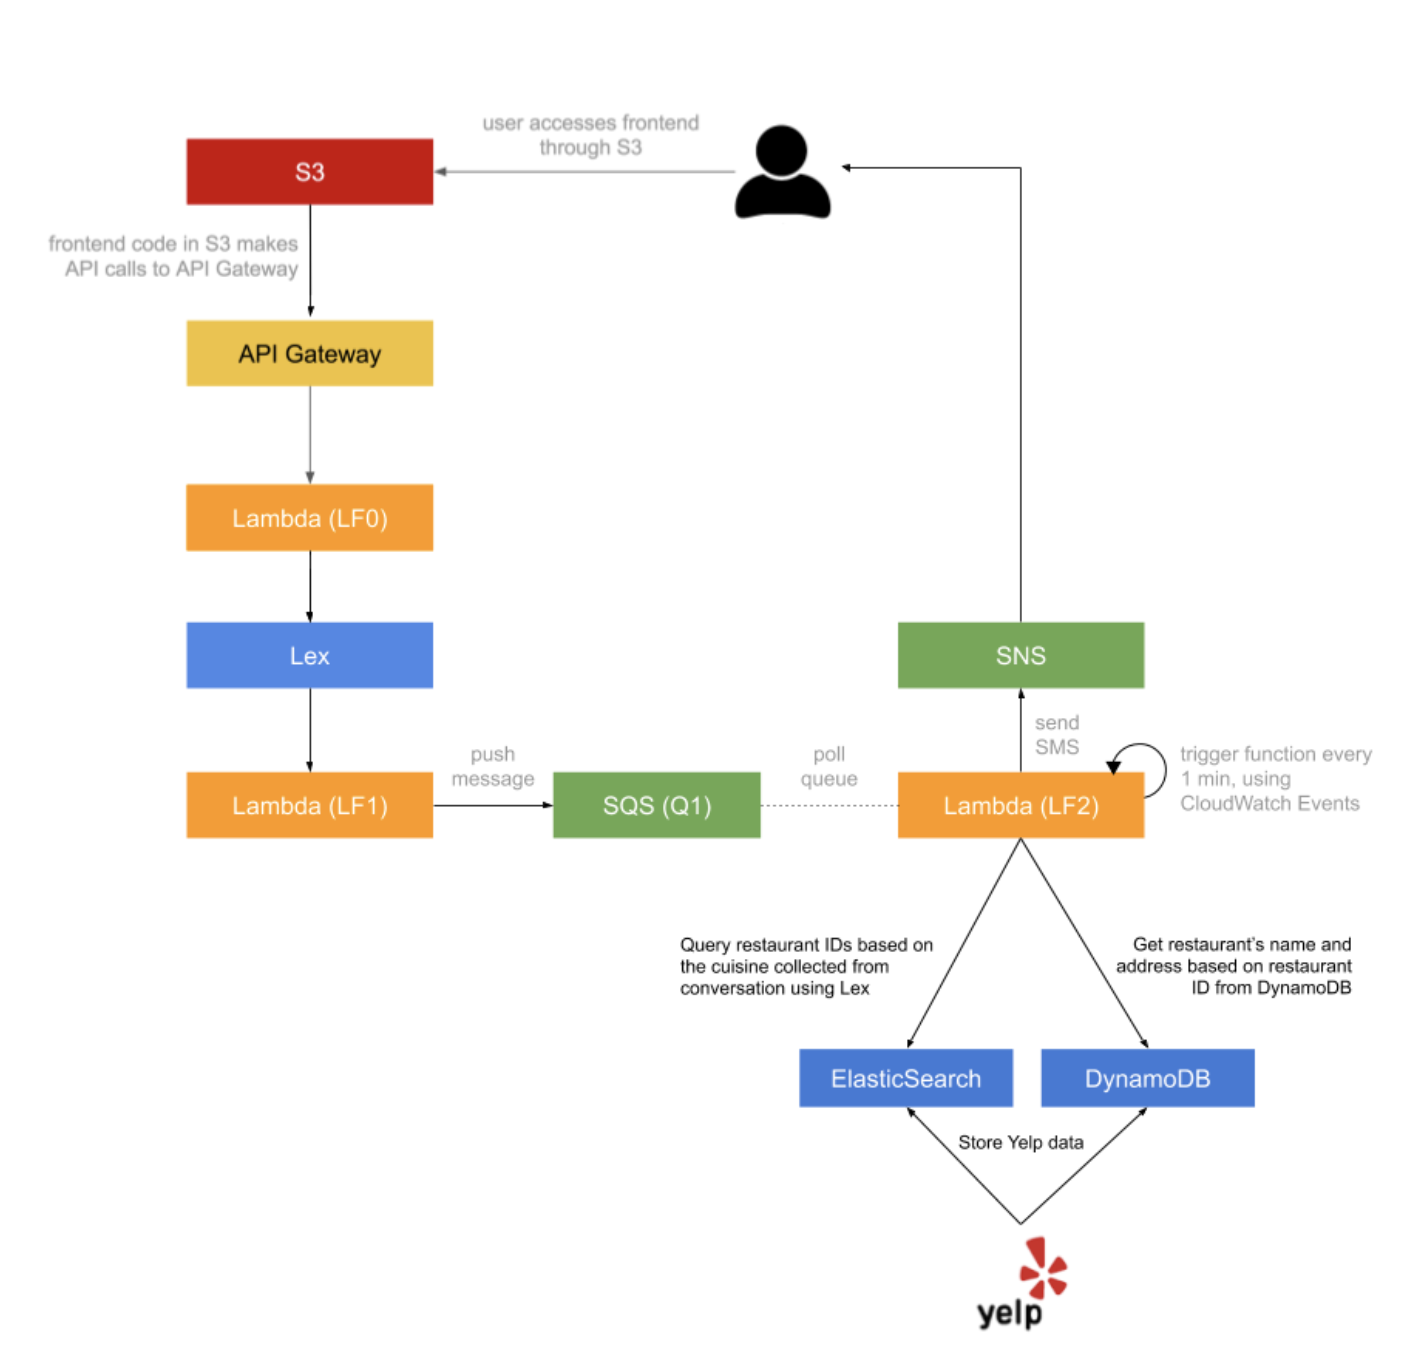 user accesses frontend
through S3
S3
frontend code in S3 makes
API calls to API Gateway
API Gateway
Lambda (LF0)
Lex
SNS
send
SMS
push
message
poll
queue
trigger function every
1 min, using
CloudWatch Events
Lambda (LF1)
SQS (Q1)
Lambda (LF2)
Query restaurant IDs based on
the cuisine collected from
conversation using Lex
Get restaurant's name and
address based on restaurant
ID from DynamoDB
ElasticSearch
DynamoDB
Store Yelp data
yelp